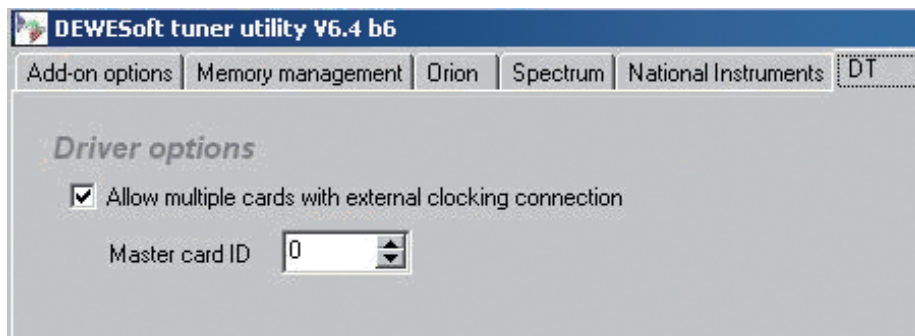 DEWESoft tuner utility V6.4 b6
Add-on options Memory management Orion Spectrum National Instruments DT
Driver options
Allow multiple cards with external clocking connection
Master card ID 0